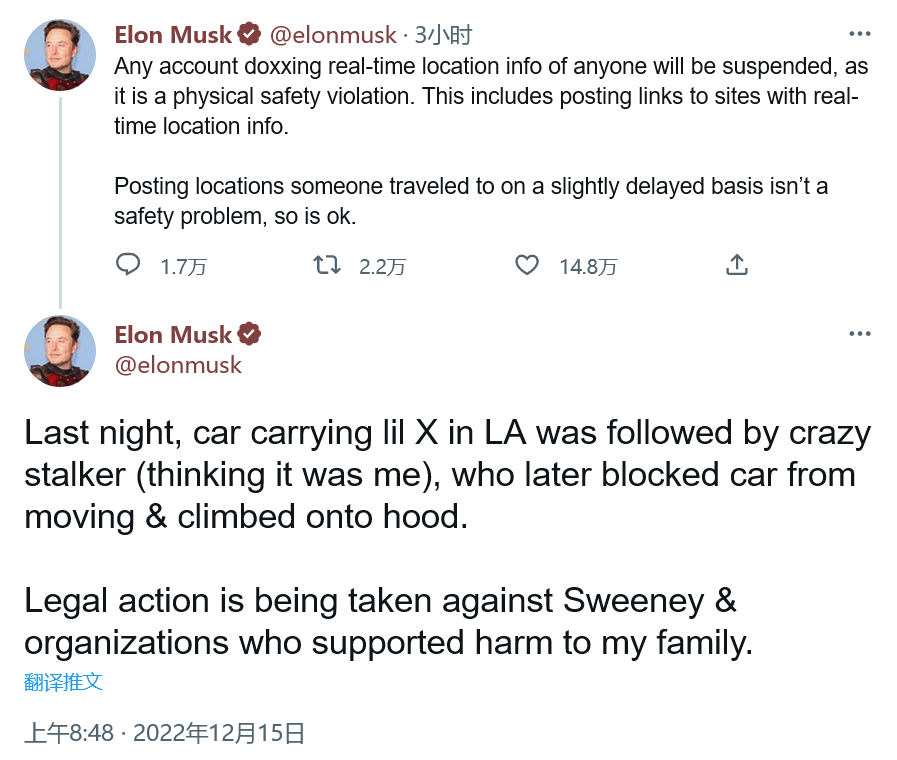 Elon Musk @elonmusk · 3小时
Any account doxxing real-time location info of anyone will be suspended, as
it is a physical safety violation. This includes posting links to sites with real-
time location info.
Posting locations someone traveled to on a slightly delayed basis isn’t a
safety problem, so is ok.
1.7万 2.2万 14.8万
Elon Musk
@elonmusk
Last night, car carrying lil X in LA was followed by crazy
stalker (thinking it was me), who later blocked car from
moving & climbed onto hood.
Legal action is being taken against Sweeney &
organizations who supported harm to my family.
翻译推文
上午8:48 · 2022年12月15日